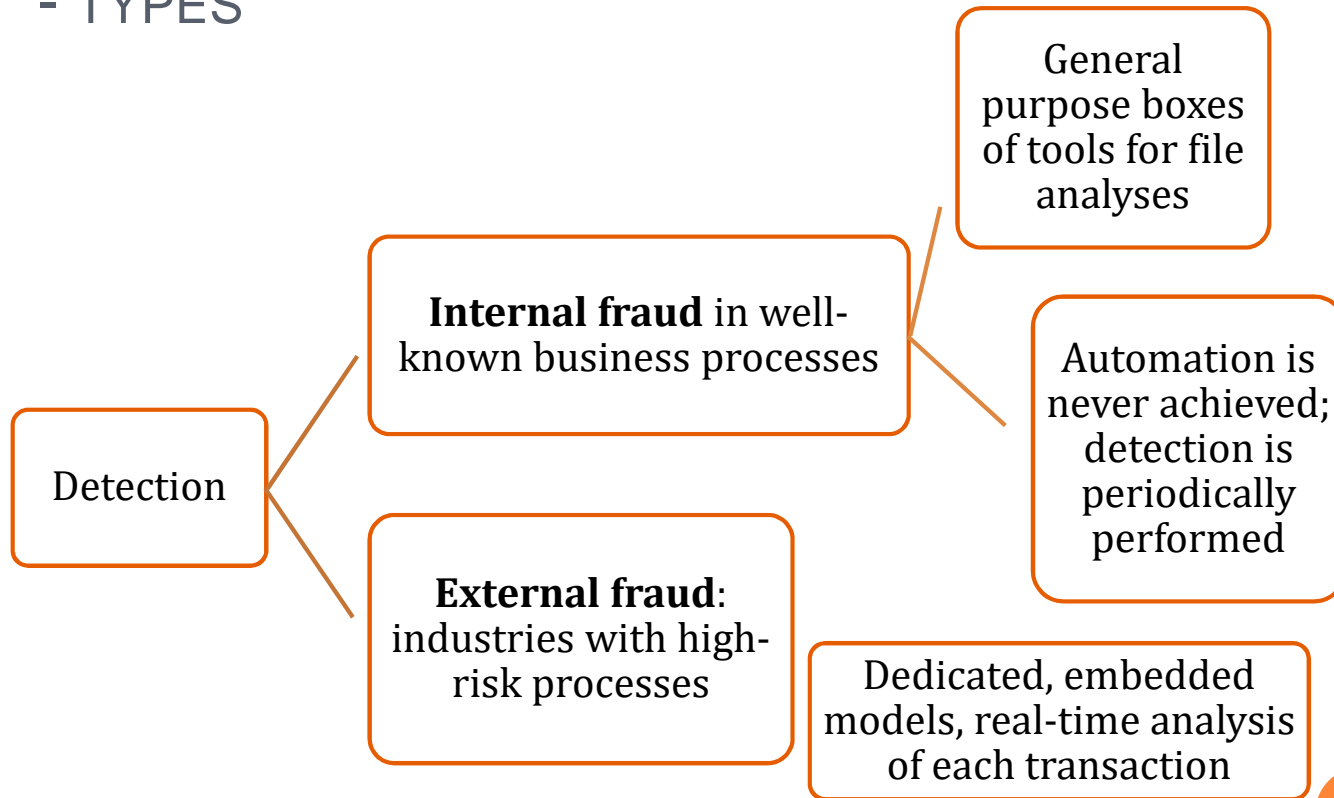 - TYPES
General
purpose boxes
of tools for file
analyses
Internal fraud in well-
known business processes
Automation is
never achieved;
detection is
periodically
performed
Detection
External fraud:
industries with high-
risk processes
Dedicated, embedded
models, real-time analysis
of each transaction